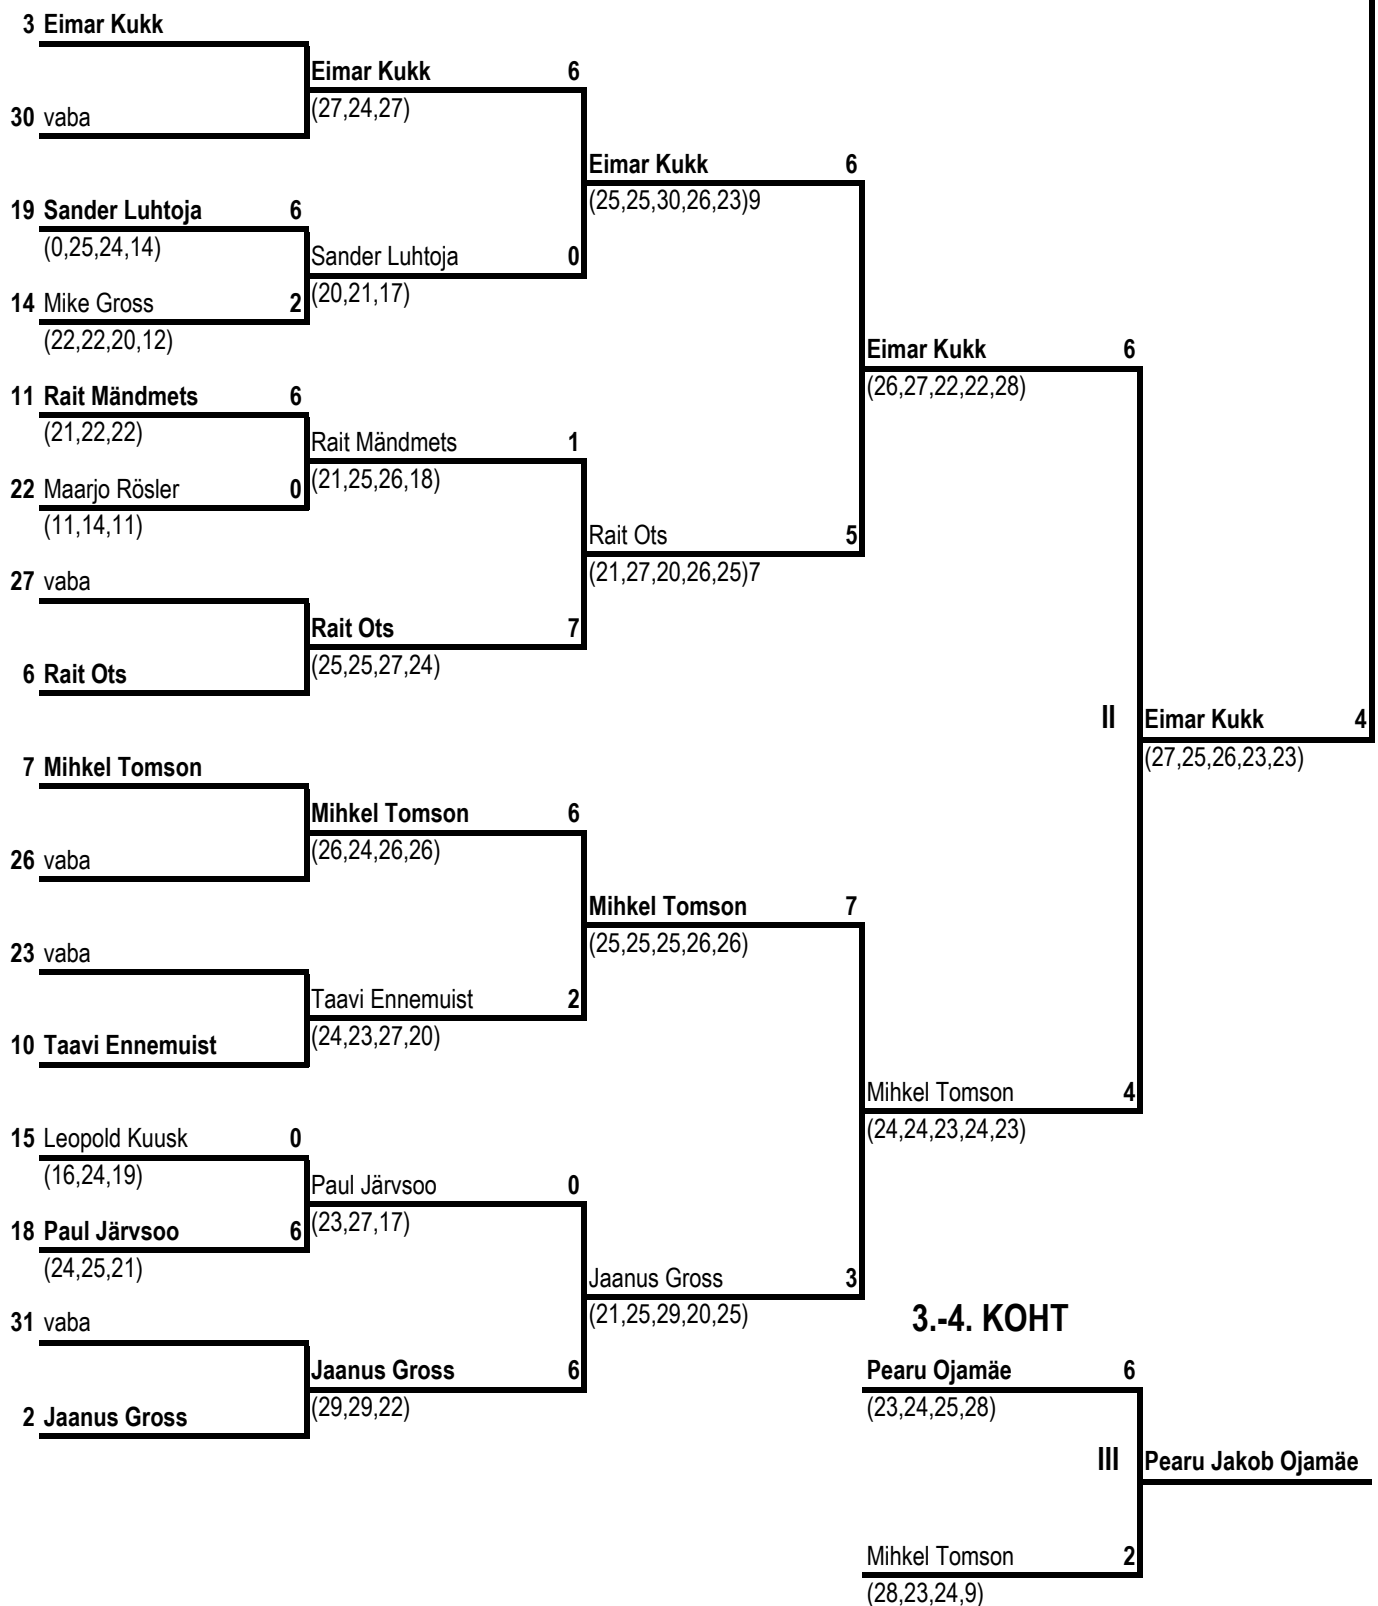 3 Eimar Kukk
Eimar Kukk 6
(27,24,27)
30 vaba
Eimar Kukk 6
(25,25,30,26,23)9
19 Sander Luhtoja 6
(0,25,24,14)
Sander Luhtoja 0
(20,21,17)
14 Mike Gross 2
(22,22,20,12)
Eimar Kukk 6
(26,27,22,22,28)
11 Rait Mändmets 6
(21,22,22)
Rait Mändmets 1
(21,25,26,18)
22 Maarjo Rösler 0
(11,14,11)
Rait Ots 5
(21,27,20,26,25)7
27 vaba
Rait Ots 7
(25,25,27,24)
6 Rait Ots
II Eimar Kukk 4
(27,25,26,23,23)
7 Mihkel Tomson
Mihkel Tomson 6
(26,24,26,26)
26 vaba
Mihkel Tomson 7
(25,25,25,26,26)
23 vaba
Taavi Ennemuist 2
(24,23,27,20)
10 Taavi Ennemuist
Mihkel Tomson 4
(24,24,23,24,23)
15 Leopold Kuusk 0
(16,24,19)
Paul Järvsoo 0
(23,27,17)
18 Paul Järvsoo 6
(24,25,21)
Jaanus Gross 3
(21,25,29,20,25)
31 vaba
3.-4. KOHT
Jaanus Gross 6
(29,29,22)
2 Jaanus Gross
Pearu Ojamäe 6
(23,24,25,28)
III Pearu Jakob Ojamäe
Mihkel Tomson 2
(28,23,24,9)